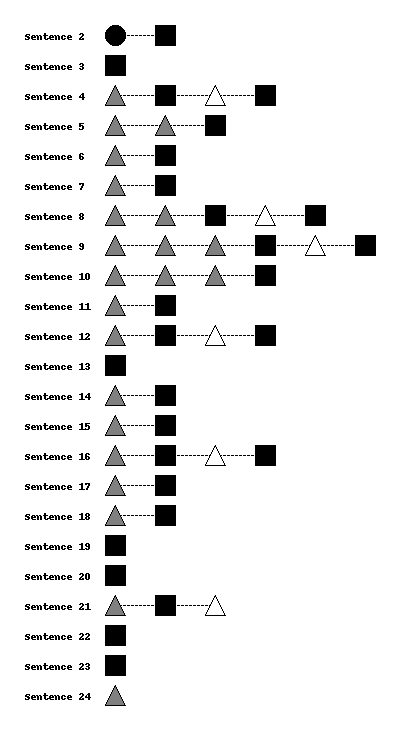 Sentence 2
Sentence 3
Sentence 4
Sentence 5
Sentence 6
Sentence 7
Sentence 8
Sentence 9
Sentence 10
Sentence 11
Sentence 12
Sentence 13
Sentence 14
Sentence 15
Sentence 16
Sentence 17
Sentence 18
Sentence 19
Sentence 20
Sentence 21
Sentence 22
Sentence 23
Sentence 24